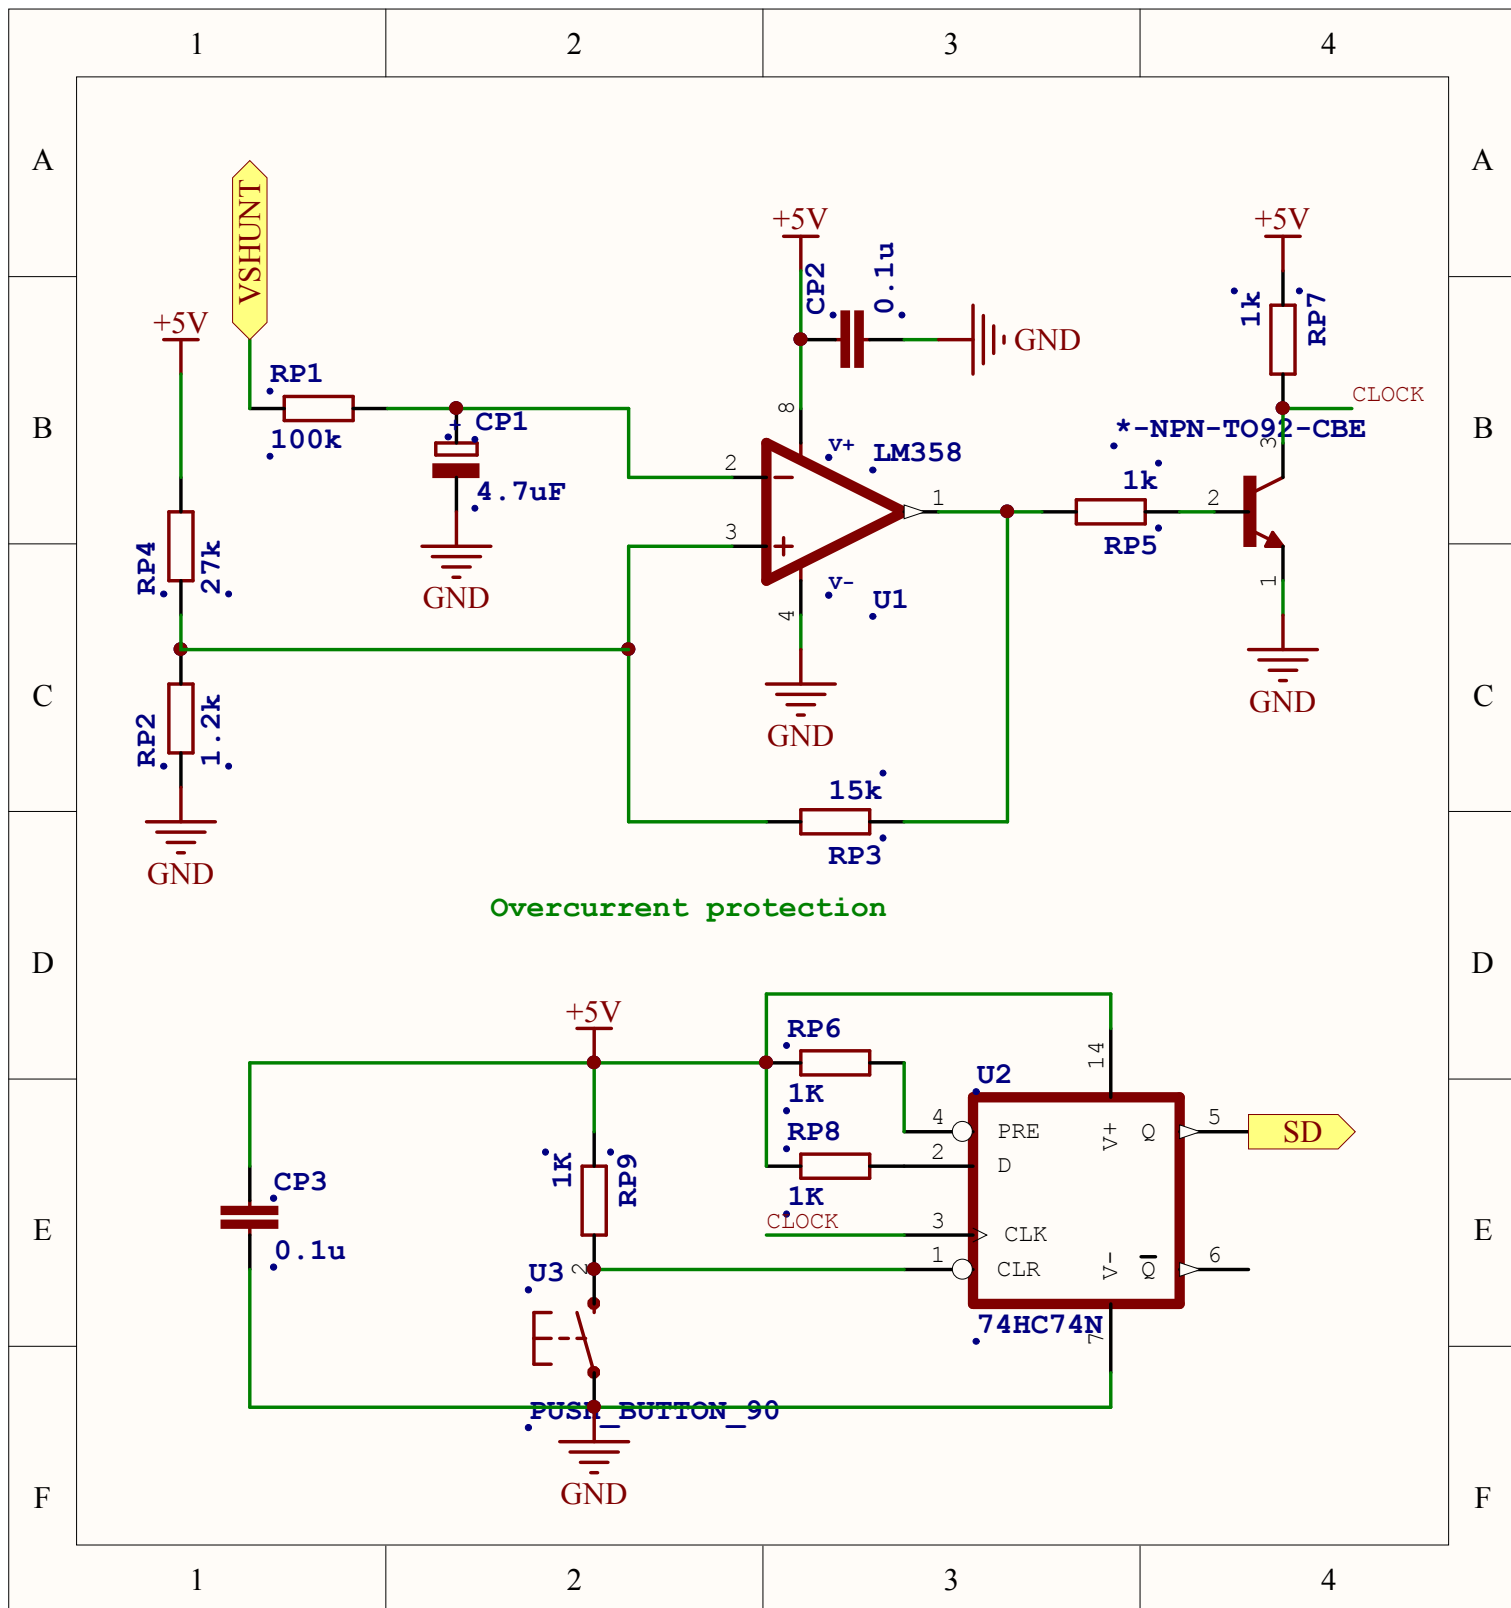 1 2 3 4
A A
VSHUNT
+5V
+5V
CP2
0.1u
1k
RP7
+5V
GND
RP1
CLOCK
B B
100k
+
CP1
8
*-NPN-TO92-CBE
3
V+
LM358
2
4.7uF
1k
1
2
3
RP5
RP4
27k
GND
V-
U1
4
1
C C
RP2
1.2k
GND
GND
15k
RP3
GND
Overcurrent protection
D D
+5V
RP6
14
1K
U2
RP8
4
PRE
V+
Q
5
SD
1K
RP9
2
D
CP3
1K
E E
CLOCK
3
CLK
0.1u
U3
2
1
CLR
V-
Q
6
74HC74N
7
PUSH_BUTTON_90
GND
F F
1 2 3 4